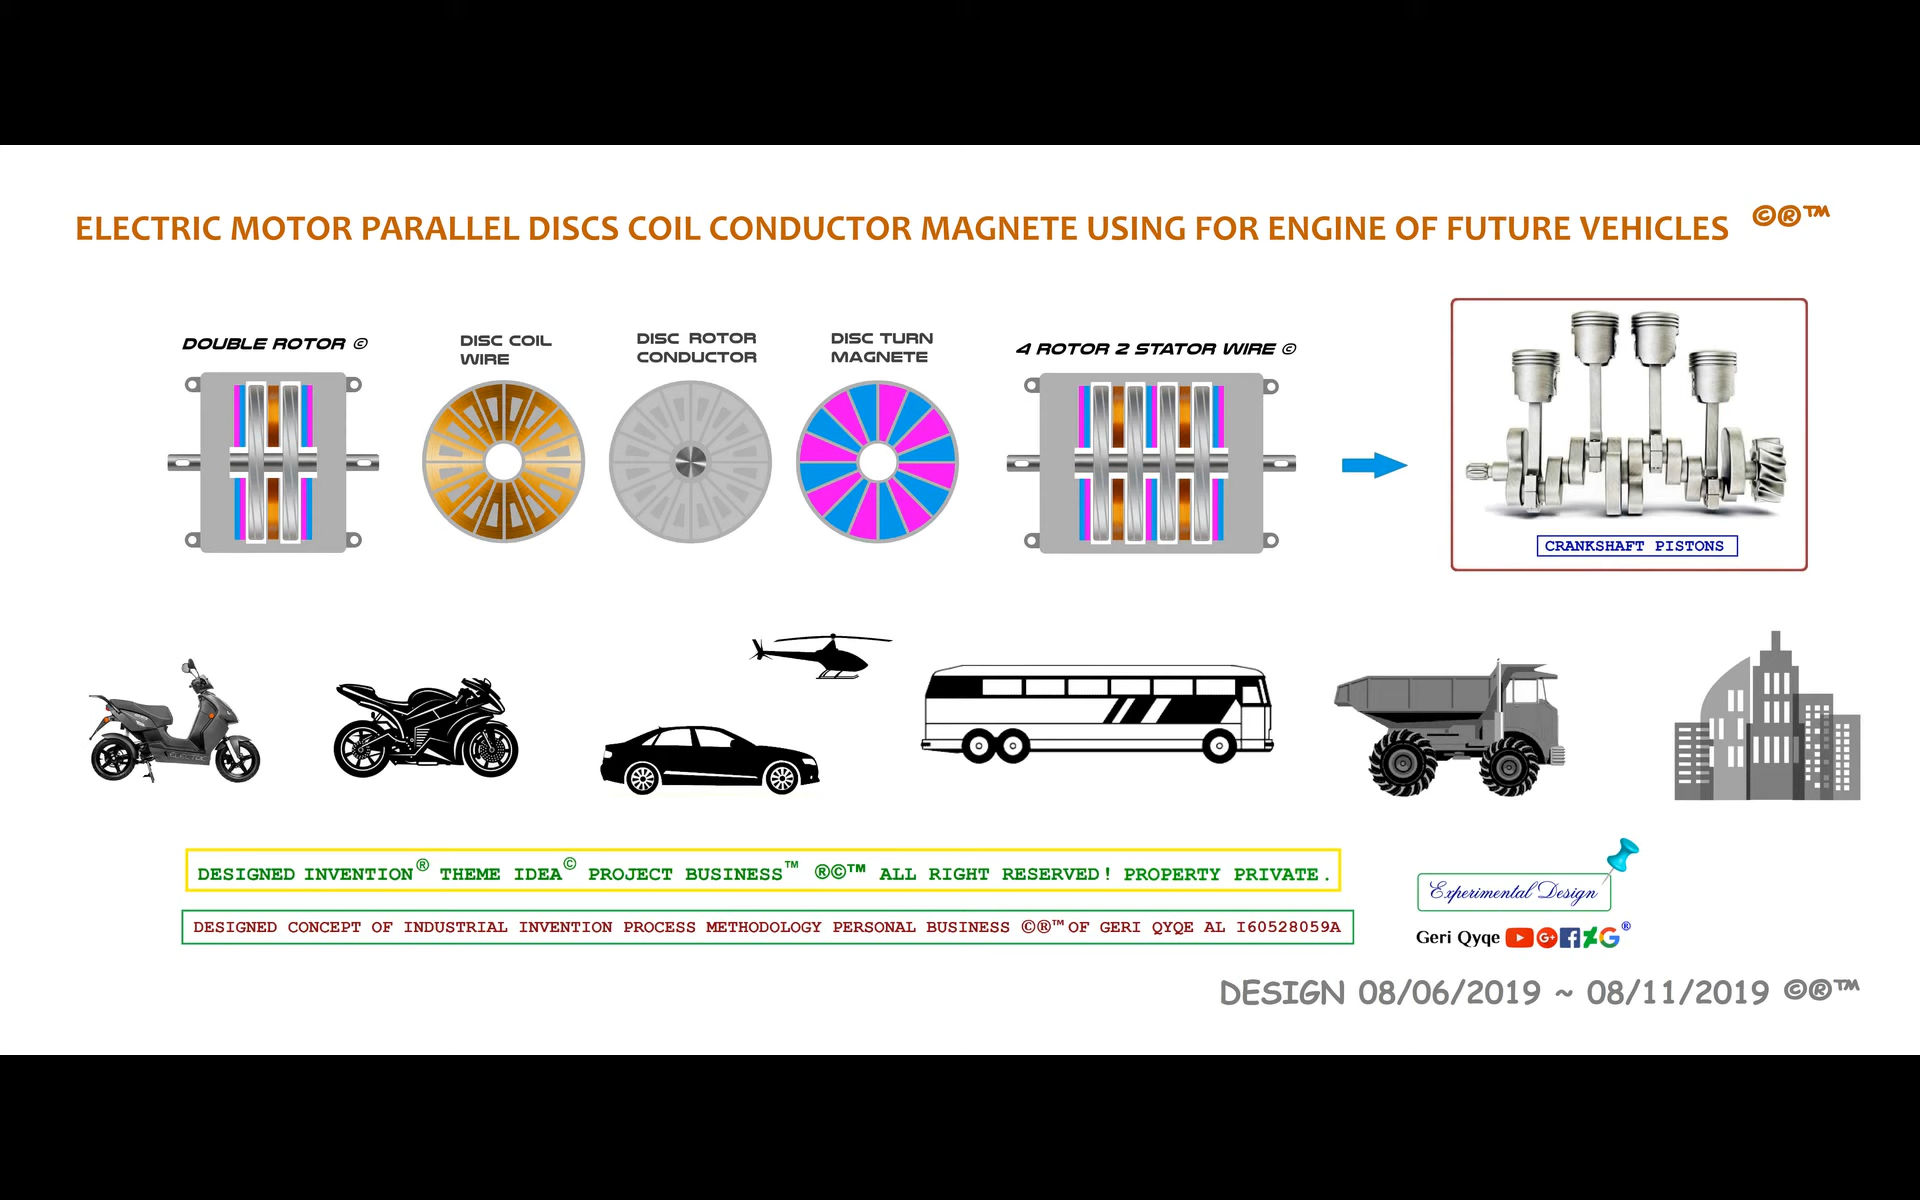 ELECTRIC MOTOR PARALLEL DISCS COIL CONDUCTOR MAGNETE USING FOR ENGINE OF FUTURE VEHICLES ©®™
DOUBLE ROTOR ©
DISC COIL
WIRE
DISC ROTOR
CONDUCTOR
DISC TURN
MAGNETE
4 ROTOR 2 STATOR WIRE ©
CRANKSHAFT PISTONS
DESIGNED INVENTION® THEME IDEA© PROJECT BUSINESS™ ®©™ ALL RIGHT RESERVED! PROPERTY PRIVATE.
DESIGNED CONCEPT OF INDUSTRIAL INVENTION PROCESS METHODOLOGY PERSONAL BUSINESS ©®™ OF GERI QYQE AL I60528059A
Experimental Design
Geri Qyqe G+ G ®
DESIGN 08/06/2019 ~ 08/11/2019 ©®™